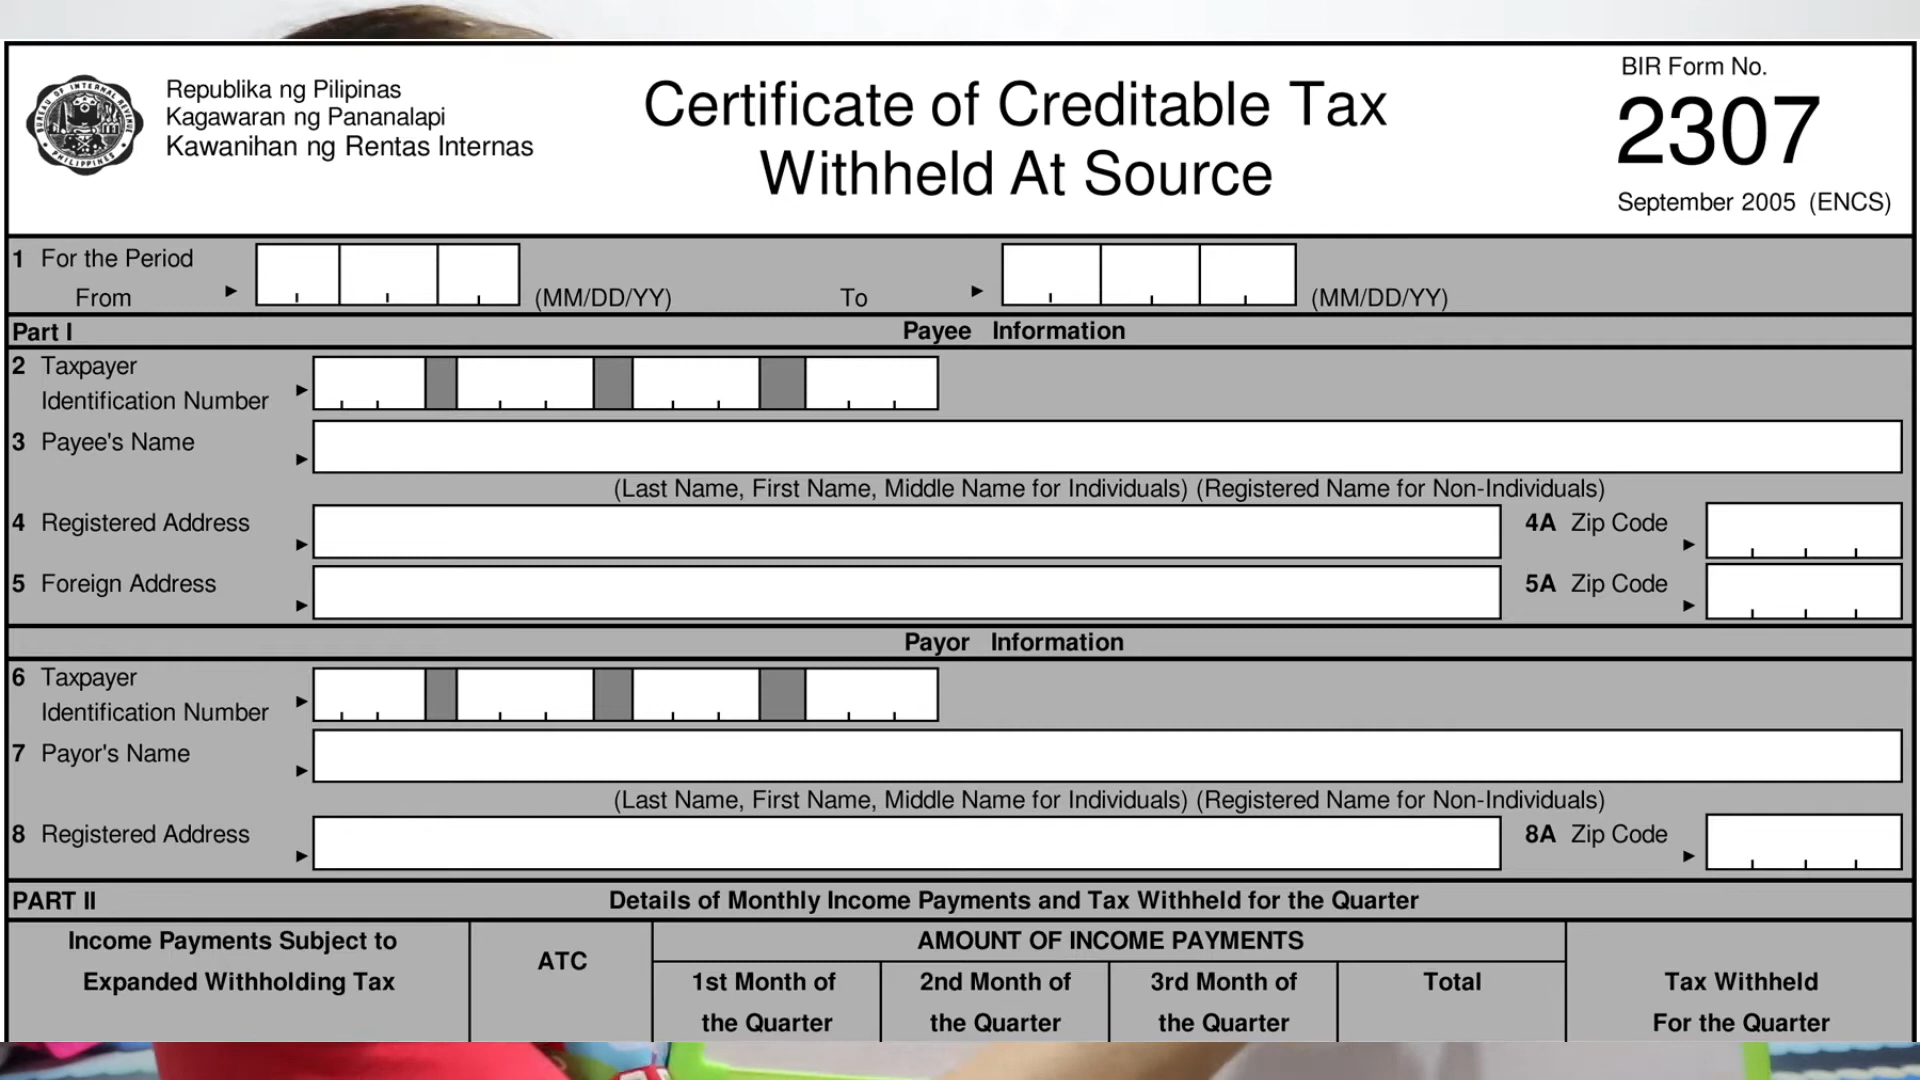 Republika ng Pilipinas
Kagawaran ng Pananalapi
Kawanihan ng Rentas Internas
BUREAU OF INTERNAL REVENUE
PHILIPPINES
Certificate of Creditable Tax
Withheld At Source
BIR Form No.
2307
September 2005 (ENCS)
1 For the Period
From (MM/DD/YY) To (MM/DD/YY)
Part I Payee Information
2 Taxpayer
Identification Number
3 Payee's Name
(Last Name, First Name, Middle Name for Individuals) (Registered Name for Non-Individuals)
4 Registered Address 4A Zip Code
5 Foreign Address 5A Zip Code
Payor Information
6 Taxpayer
Identification Number
7 Payor's Name
(Last Name, First Name, Middle Name for Individuals) (Registered Name for Non-Individuals)
8 Registered Address 8A Zip Code
PART II Details of Monthly Income Payments and Tax Withheld for the Quarter
Income Payments Subject to
Expanded Withholding Tax
ATC
AMOUNT OF INCOME PAYMENTS
1st Month of
the Quarter
2nd Month of
the Quarter
3rd Month of
the Quarter
Total
Tax Withheld
For the Quarter